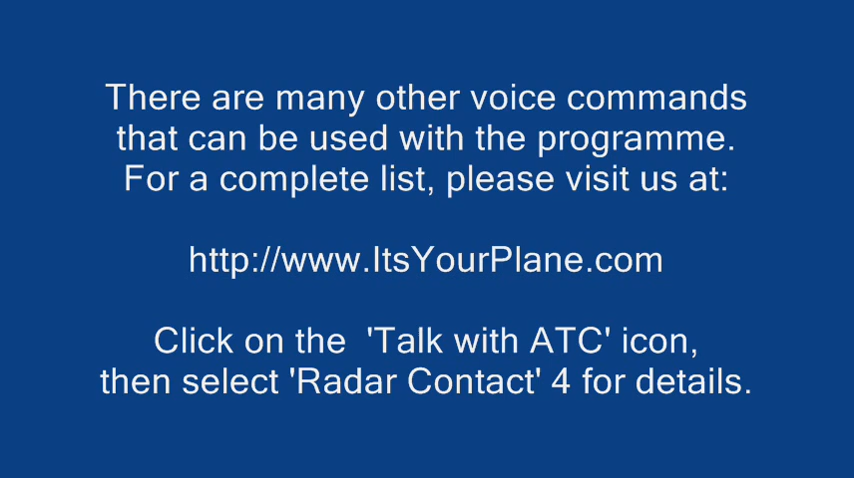 There are many other voice commands
that can be used with the programme.
For a complete list, please visit us at:
http://www.ItsYourPlane.com
Click on the  'Talk with ATC' icon,
then select 'Radar Contact' 4 for details.